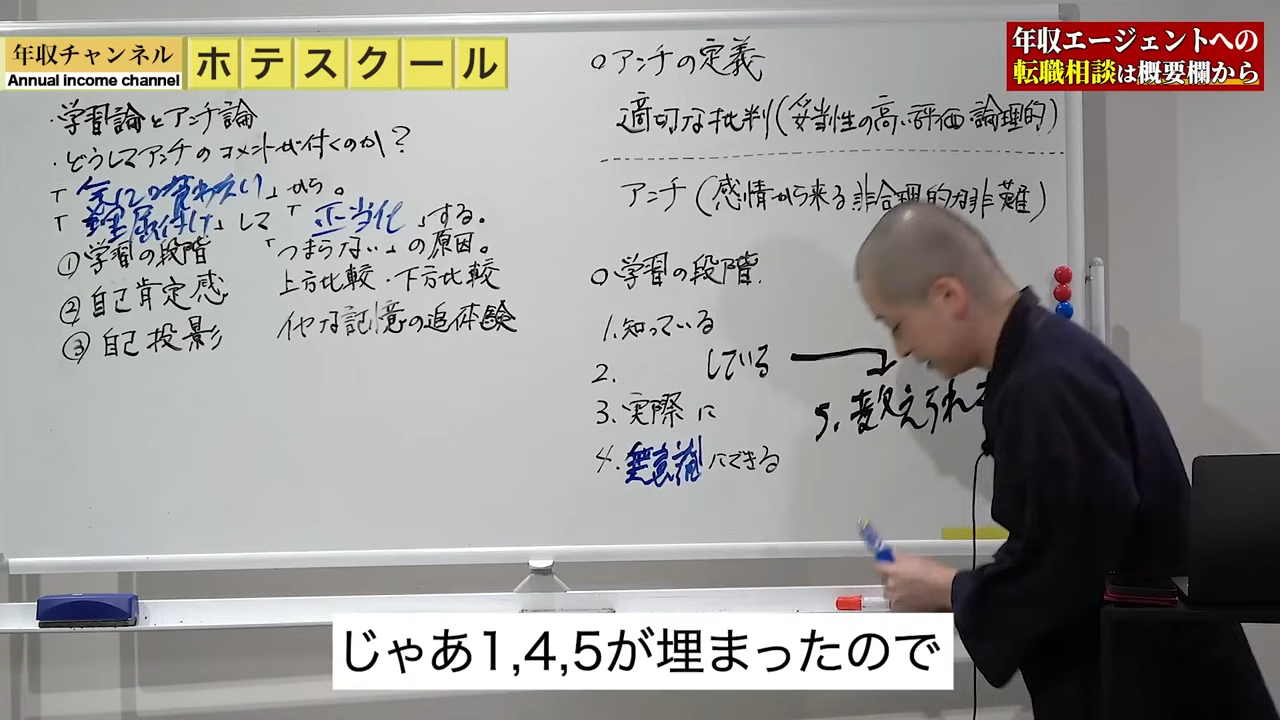 年収チャンネル
Annual income channel
ホテスクール
年収エージェントへの
転職相談は概要欄から
・学習論とアンチ論
・どうしてアンチのコメントが付くのか?
「気にの食わない」から。
「難癖付け」して「正当化」する。
①学習の段階 「つまらない」の原因。
②自己肯定感 上方比較・下方比較
③自己投影 イヤな記憶の追体験
○アンチの定義
適切な批判(妥当性の高い評価・論理的)
アンチ(感情から来る非合理的な非難)
○学習の段階.
1.知っている
2. している
3.実際に
4.無意識にできる
5.教えられる
じゃあ1,4,5が埋まったので